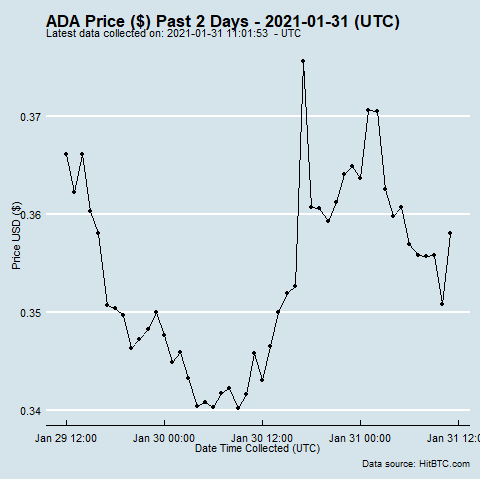 ADA Price ($) Past 2 Days - 2021-01-31 (UTC)
Latest data collected on: 2021-01-31 11:01:53 - UTC
0.37
0.36
0.35
0.34
Price USD ($)
Jan 29 12:00 Jan 30 00:00 Jan 30 12:00 Jan 31 00:00 Jan 31 12:
Date Time Collected (UTC)
Data source: HitBTC.com